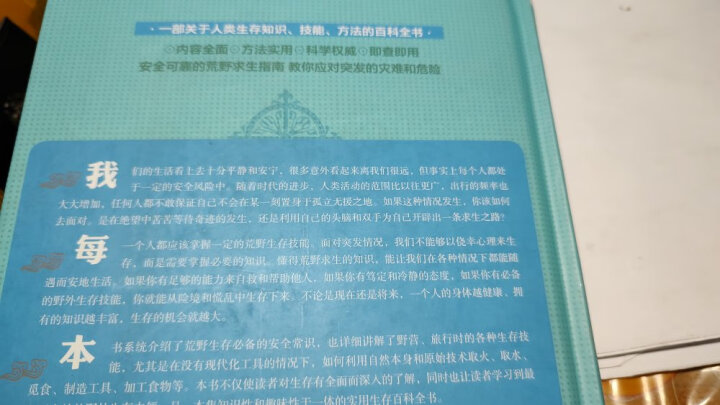 一部关于人类生存知识、技能、方法的百科全书
内容全面 方法实用 科学权威 即查即用
安全可靠的荒野求生指南 教你应对突发的灾难和危险
我们的生活看上去十分平静和安宁，很多意外看起来离我们很远，但事实上每个人都处
于一定的安全风险中。随着时代的进步，人类活动的范围比以往更广，出行的频率也
大大增加，任何人都不敢保证自己不会在某一刻置身于孤立无援之地。如果这种情况发生，你该如何
去面对。是在绝望中苦苦等待奇迹的发生，还是利用自己的头脑和双手为自己开辟出一条求生之路?
每一个人都应该掌握一定的荒野生存技能。面对突发情况，我们不能够以侥幸心理来生
存，而是需要掌握必要的知识。懂得荒野求生的知识，能让我们在各种情况下都能随
遇而安地生活。如果你有足够的能力来自救和帮助他人，如果你有笃定和冷静的态度，如果你有必备
的野外生存技能，你就能从险境和慌乱中生存下来。不论是现在还是将来，一个人的身体越健康、拥
有的知识越丰富，生存的机会就越大。
本书系统介绍了荒野生存必备的安全常识，也详细讲解了野营、旅行时的各种生存技
能，尤其是在没有现代化工具的情况下，如何利用自然本身和原始技术取火、取水、
觅食、制造工具、加工食物等。本书不仅使读者对生存有全面而深入的了解，同时也让读者学习到最
是一本集知识性和趣味性于一体的实用生存百科全书。